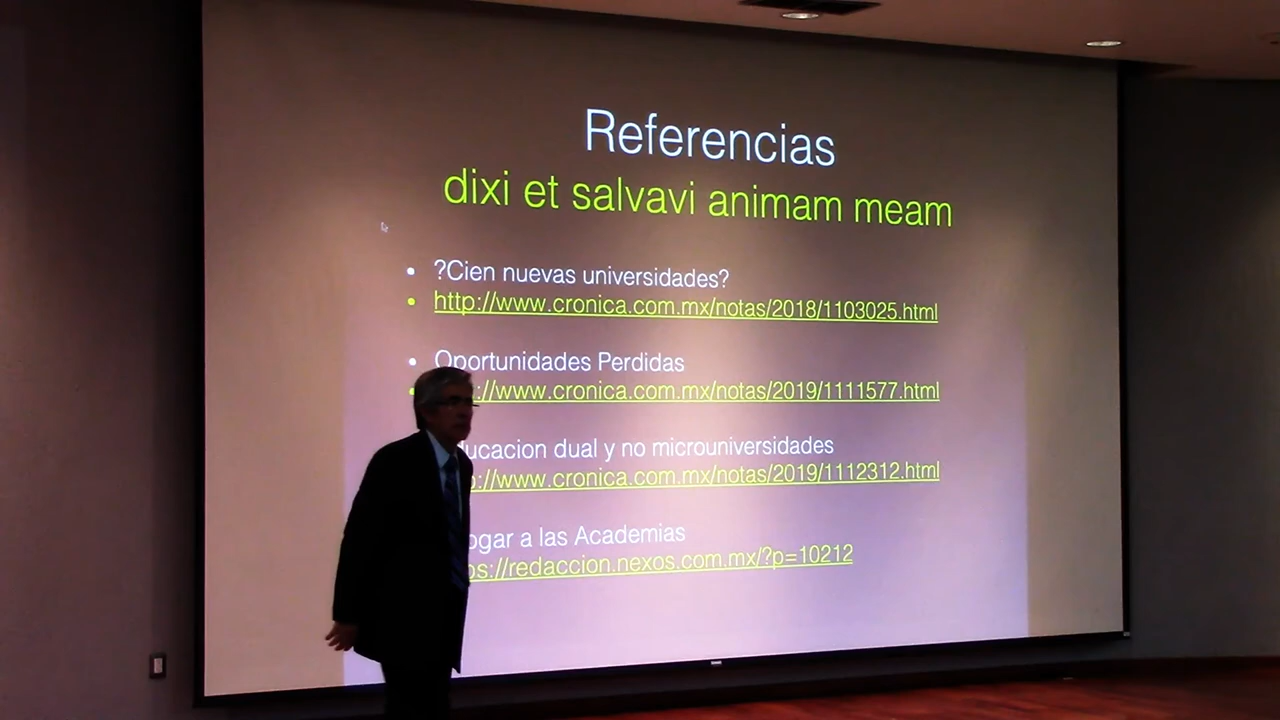 Referencias
dixi et salvavi animam meam
• ?Cien nuevas universidades?
• http://www.cronica.com.mx/notas/2018/1103025.html
• Oportunidades Perdidas
://www.cronica.com.mx/notas/2019/1111577.html
ucacion dual y no microuniversidades
://www.cronica.com.mx/notas/2019/1112312.html
ogar a las Academias
s://redaccion.nexos.com.mx/?p=10212